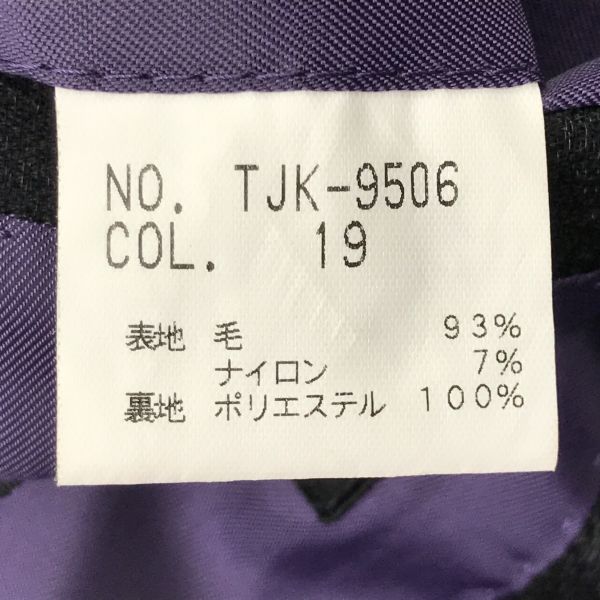 NO. TJK-9506
COL. 19
表地 毛 93%
ナイロン 7%
裏地 ポリエステル 100%